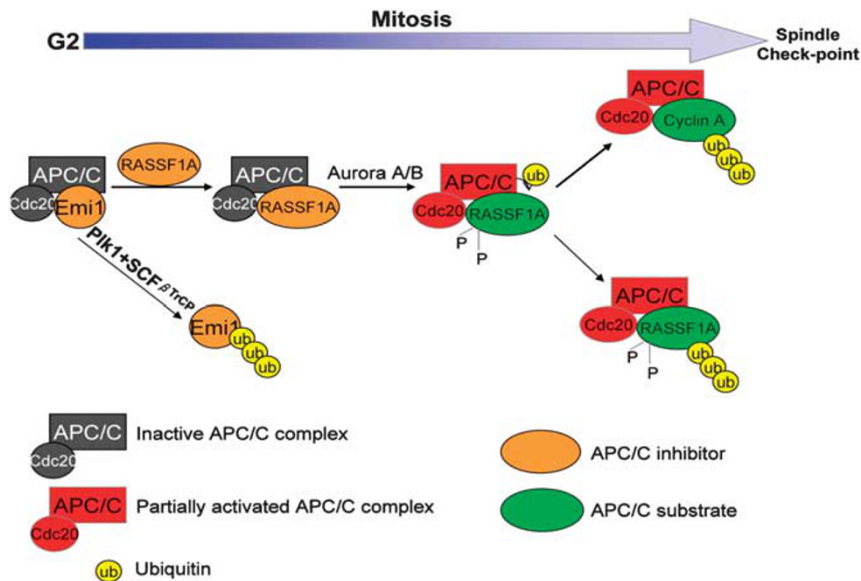 Mitosis
G2
Spindle
Check-point
APC/C
Cdc20
Cyclin A
ub
ub
ub
RASSF1A
APC/C
Cdc20
Emi1
APC/C
Cdc20
RASSF1A
Aurora A/B
APC/C
ub
Cdc20
RASSF1A
P
P
Plk1+SCFβTrCP
Emi1
ub
ub
ub
APC/C
Cdc20
RASSF1A
P
P
ub
ub
ub
APC/C
Cdc20
Inactive APC/C complex
APC/C inhibitor
APC/C
Cdc20
Partially activated APC/C complex
APC/C substrate
ub
Ubiquitin